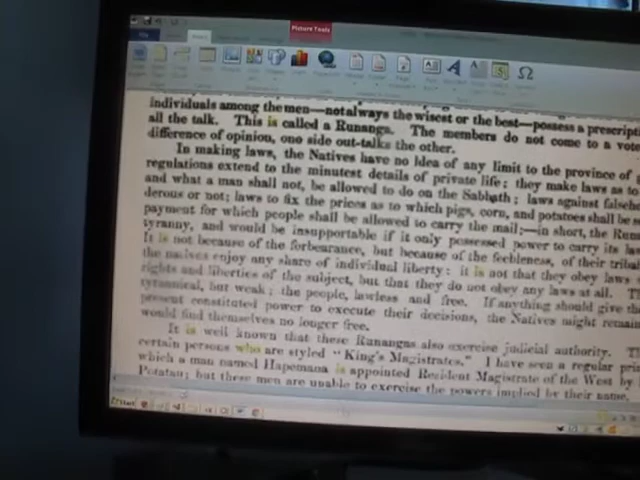 Picture Tools
individuals among the men—not always the wisest or the best—possess a prescripti
all the talk. This is called a Runanga. The members do not come to a vote
difference of opinion, one side out-talks the other.
In making laws, the Natives have no idea of any limit to the province of
regulations extend to the minutest details of private life; they make laws as to
and what a man shall not, be allowed to do on the Sabbath; laws against falseh
derous or not; laws to fix the prices as to which pigs, corn, and potatoes shall be
payment for which people shall be allowed to carry the mail;—in short, the Run
tyranny, and would be insupportable if it only possessed power to carry its la
It is not because of the forbearance, but because of the feebleness, of their tribu
the natives enjoy any share of individual liberty: it is not that they obey laws
rights and liberties of the subject, but that they do not obey any laws at all.
tyrannical, but weak; the people, lawless and free. If anything should give the
present constituted power to execute their decisions, the Natives might remai
would find themselves no longer free.
It is well known that these Runangas also exercise judicial authority.
certain persons who are styled "King's Magistrates." I have seen a regular pri
which a man named Hapemana is appointed Resident Magistrate of the West by
Potatau; but these men are unable to exercise the powers implied by their name.